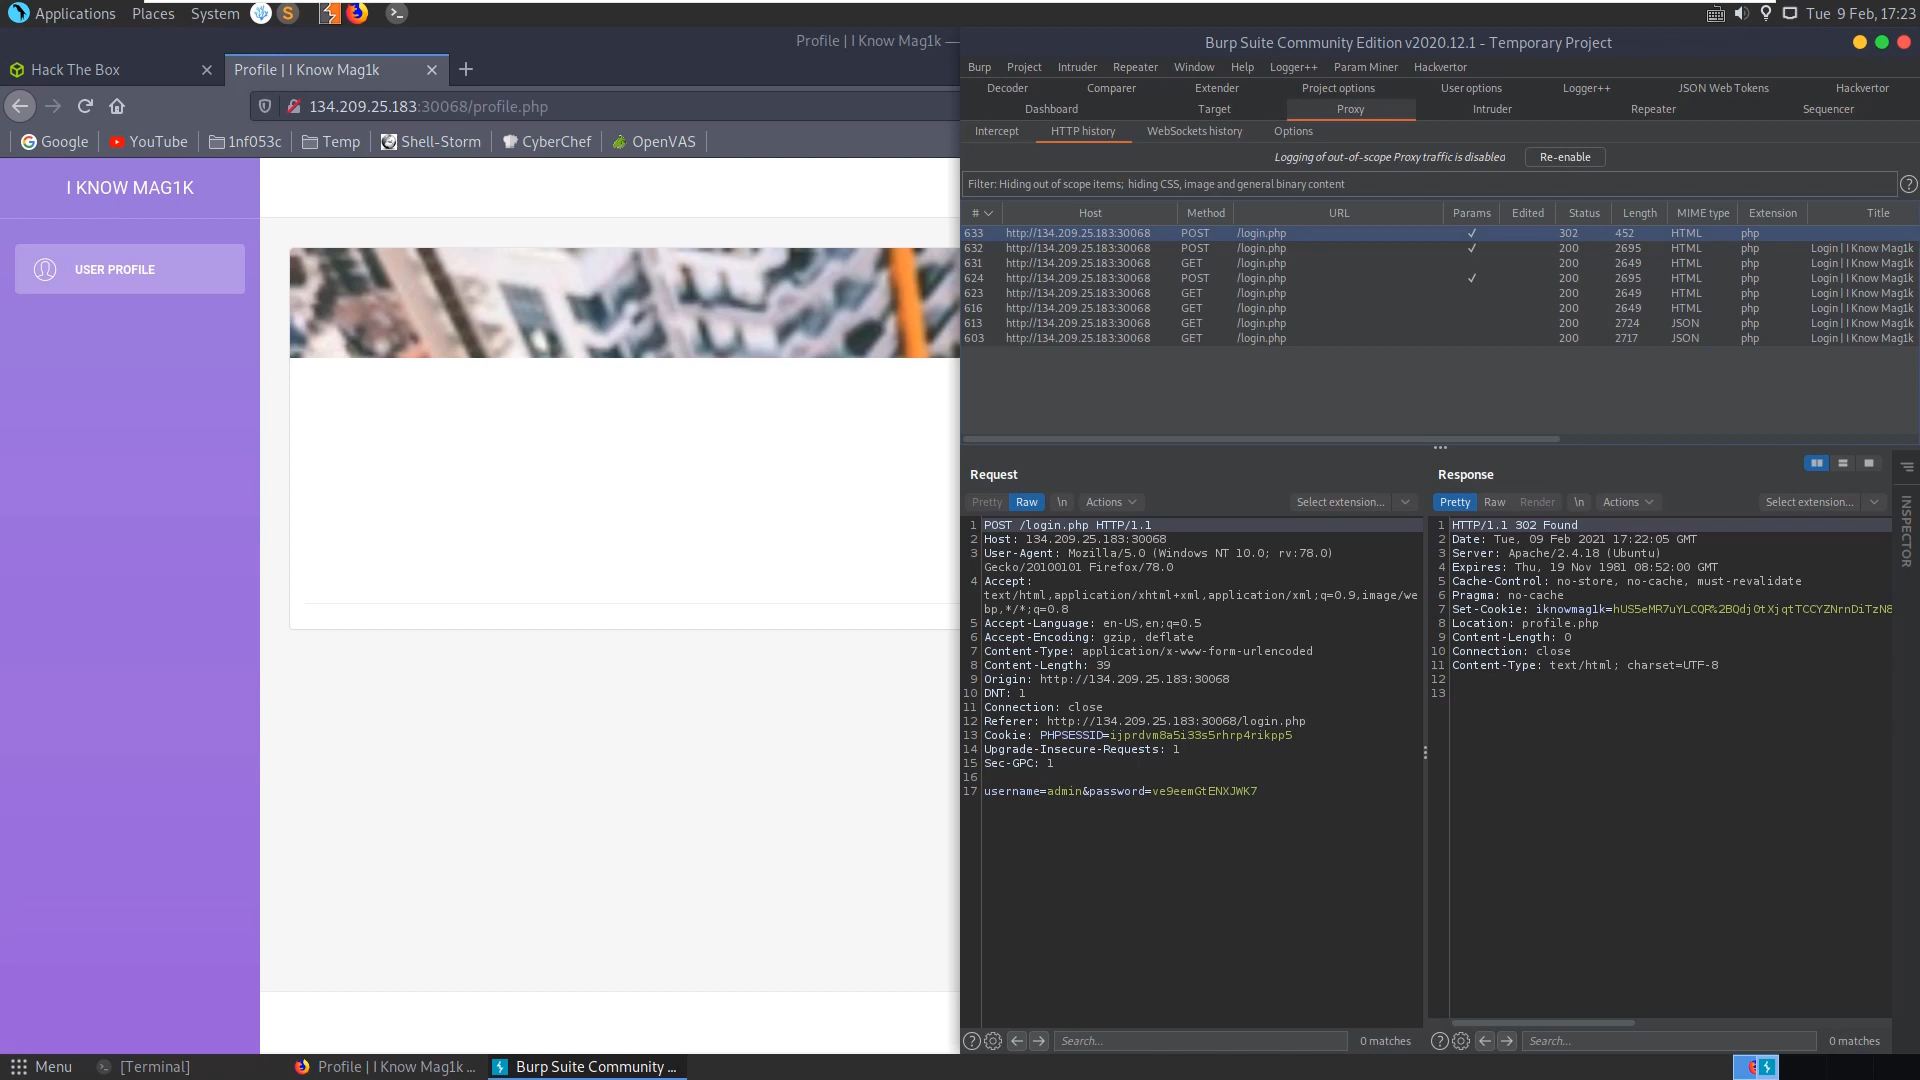 Applications Places System Tue 9 Feb, 17:23
Profile | I Know Mag1k —
Hack The Box Profile | I Know Mag1k
134.209.25.183:30068/profile.php
Google YouTube 1nf053c Temp Shell-Storm CyberChef OpenVAS
I KNOW MAG1K
USER PROFILE
Burp Suite Community Edition v2020.12.1 - Temporary Project
Burp Project Intruder Repeater Window Help Logger++ Param Miner Hackvertor
Decoder Comparer Extender Project options User options Logger++ JSON Web Tokens Hackvertor
Dashboard Target Proxy Intruder Repeater Sequencer
Intercept HTTP history WebSockets history Options
Logging of out-of-scope Proxy traffic is disabled Re-enable
Filter: Hiding out of scope items; hiding CSS, image and general binary content
# Host Method URL Params Edited Status Length MIME type Extension Title
633 http://134.209.25.183:30068 POST /login.php ✓ 302 452 HTML php
632 http://134.209.25.183:30068 POST /login.php ✓ 200 2695 HTML php Login | I Know Mag1k
631 http://134.209.25.183:30068 GET /login.php 200 2649 HTML php Login | I Know Mag1k
624 http://134.209.25.183:30068 POST /login.php ✓ 200 2695 HTML php Login | I Know Mag1k
623 http://134.209.25.183:30068 GET /login.php 200 2649 HTML php Login | I Know Mag1k
616 http://134.209.25.183:30068 GET /login.php 200 2649 HTML php Login | I Know Mag1k
613 http://134.209.25.183:30068 GET /login.php 200 2724 JSON php Login | I Know Mag1k
603 http://134.209.25.183:30068 GET /login.php 200 2717 JSON php Login | I Know Mag1k
Request
Pretty Raw \n Actions Select extension...
1 POST /login.php HTTP/1.1
2 Host: 134.209.25.183:30068
3 User-Agent: Mozilla/5.0 (Windows NT 10.0; rv:78.0)
Gecko/20100101 Firefox/78.0
4 Accept:
text/html,application/xhtml+xml,application/xml;q=0.9,image/we
bp,*/*;q=0.8
5 Accept-Language: en-US,en;q=0.5
6 Accept-Encoding: gzip, deflate
7 Content-Type: application/x-www-form-urlencoded
8 Content-Length: 39
9 Origin: http://134.209.25.183:30068
10 DNT: 1
11 Connection: close
12 Referer: http://134.209.25.183:30068/login.php
13 Cookie: PHPSESSID=ijprdvm8a5i33s5rhrp4rikpp5
14 Upgrade-Insecure-Requests: 1
15 Sec-GPC: 1
16
17 username=admin&password=ve9eemGtENXJWK7
Search... 0 matches
Response
Pretty Raw Render \n Actions Select extension...
1 HTTP/1.1 302 Found
2 Date: Tue, 09 Feb 2021 17:22:05 GMT
3 Server: Apache/2.4.18 (Ubuntu)
4 Expires: Thu, 19 Nov 1981 08:52:00 GMT
5 Cache-Control: no-store, no-cache, must-revalidate
6 Pragma: no-cache
7 Set-Cookie: iknowmag1k=hUS5eMR7uYLCQR%2BQdjOtXjqtTCCYZNrnDiTzN8
8 Location: profile.php
9 Content-Length: 0
10 Connection: close
11 Content-Type: text/html; charset=UTF-8
12
13
Search... 0 matches
INSPECTOR
Menu [Terminal] Profile | I Know Mag1k ... Burp Suite Community ...